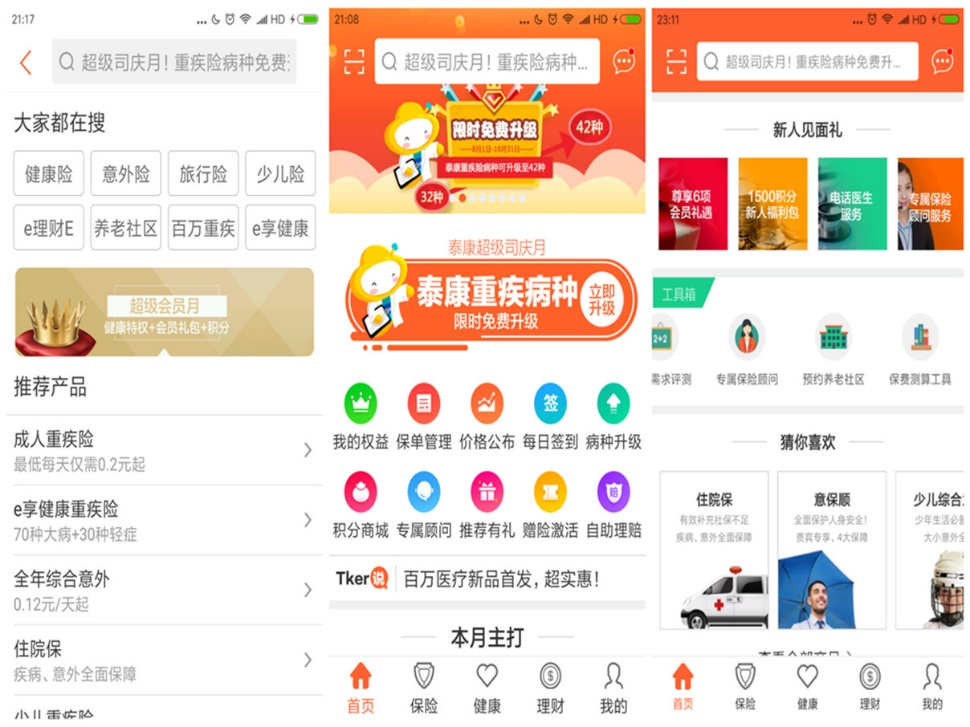 21:17
HD
超级司庆月！重疾险病种免费
大家都在搜
健康险
意外险
旅行险
少儿险
e理财E
养老社区
百万重疾
e享健康
超级会员月
健康特权+会员礼包+积分
推荐产品
成人重疾险
最低每天仅需0.2元起
e享健康重疾险
70种大病+30种轻症
全年综合意外
0.12元/天起
住院保
疾病、意外全面保障
少儿重疾险
21:08
HD
超级司庆月！重疾险病种...
限时免费升级
8月1日-10月31日
泰康重疾险病种可升级至42种
42种
32种
泰康超级司庆月
泰康重疾病种
限时免费升级
立即
升级
我的权益
保单管理
价格公布
签
每日签到
病种升级
积分商城
专属顾问
推荐有礼
赠险激活
赔
自助理赔
Tker说
百万医疗新品首发，超实惠！
本月主打
首页
保险
健康
理财
我的
23:11
HD
超级司庆月！重疾险病种免费升...
新人见面礼
尊享6项
会员礼遇
1500积分
新人福利包
电话医生
服务
专属保险
顾问服务
工具箱
2+2
需求评测
专属保险顾问
预约养老社区
保费测算工具
猜你喜欢
住院保
有效补充社保不足
疾病、意外全面保障
意保顺
全面保护人身安全！
贵宾专享，4大保障
少儿综合
少年生活必
大小意外全
查看全部产品
首页
保险
健康
理财
我的